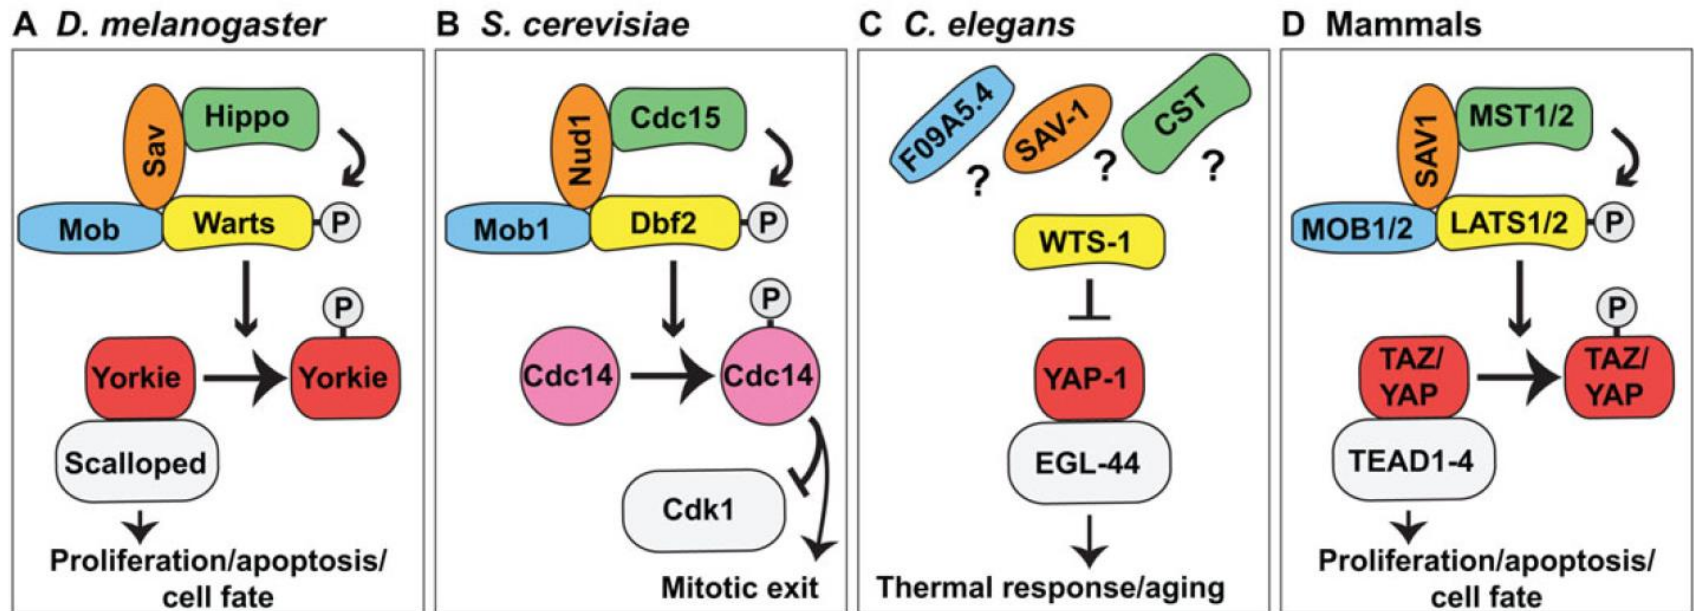 A D. melanogaster
Sav
Hippo
Mob
Warts
P
P
Yorkie
Yorkie
Scalloped
Proliferation/apoptosis/
cell fate
B S. cerevisiae
Nud1
Cdc15
Mob1
Dbf2
P
P
Cdc14
Cdc14
Cdk1
Mitotic exit
C C. elegans
F09A5.4
?
SAV-1
?
CST
?
WTS-1
YAP-1
EGL-44
Thermal response/aging
D Mammals
SAV1
MST1/2
MOB1/2
LATS1/2
P
P
TAZ/
YAP
TAZ/
YAP
TEAD1-4
Proliferation/apoptosis/
cell fate